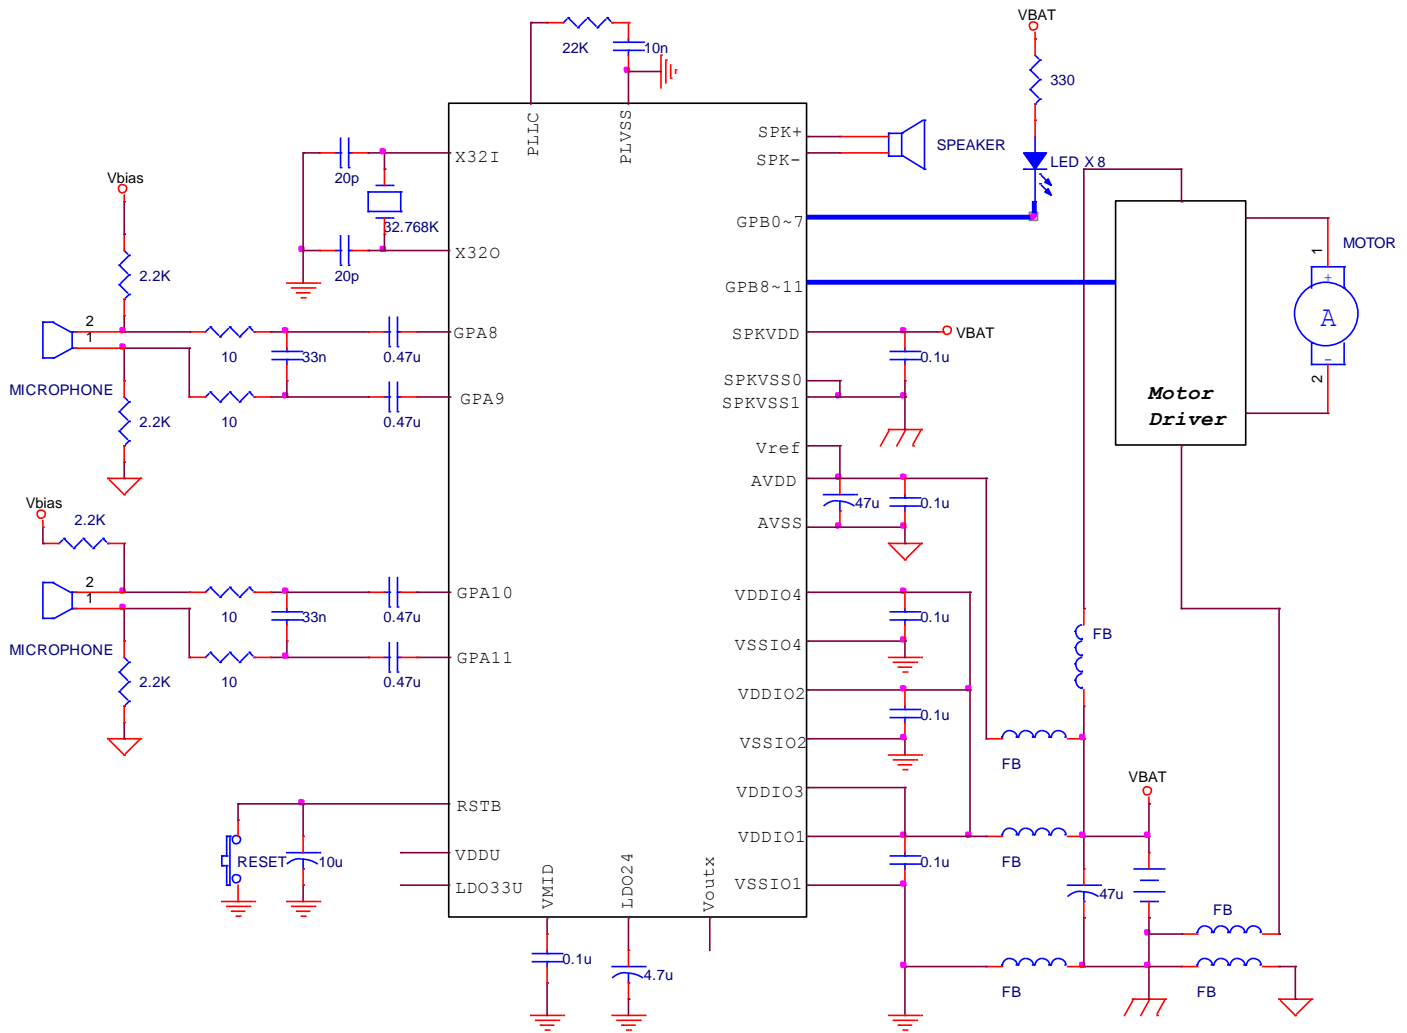 VBAT
22K
10n
330
PLLC
PLVSS
SPK+
SPK-
SPEAKER
LED X 8
X32I
20p
32.768K
X32O
20p
Vbias
2.2K
GPB0~7
MOTOR
1
+
A
-
2
GPB8~11
2
1
MICROPHONE
10
33n
0.47u
GPA8
2.2K
10
0.47u
GPA9
SPKVDD
VBAT
0.1u
SPKVSS0
SPKVSS1
Motor
Driver
Vref
AVDD
47u
0.1u
AVSS
Vbias
2.2K
2
1
MICROPHONE
10
33n
0.47u
GPA10
2.2K
10
0.47u
GPA11
VDDIO4
0.1u
VSSIO4
FB
VDDIO2
0.1u
VSSIO2
FB
VDDIO3
VBAT
RSTB
VDDIO1
FB
RESET
10u
VDDU
LDO33U
0.1u
VSSIO1
47u
VMID
LDO24
Voutx
FB
0.1u
4.7u
FB
FB